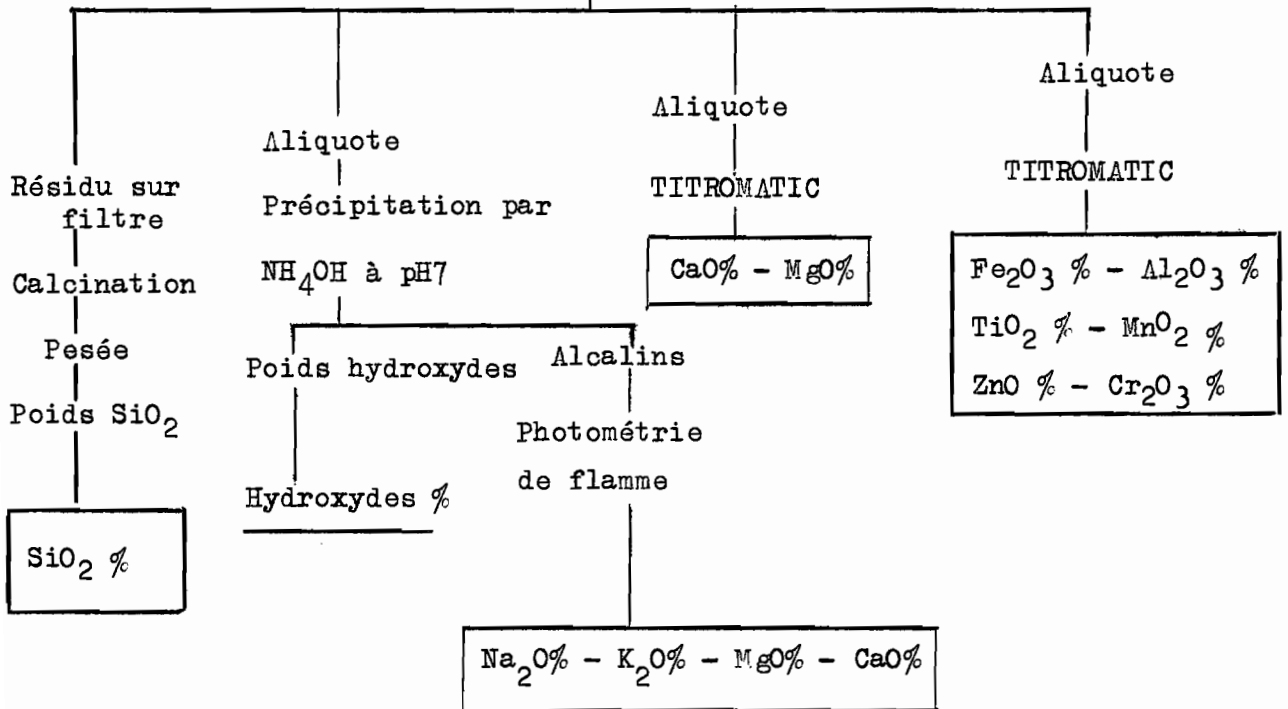 Résidu sur
filtre
Calcination
Pesée
Poids SiO₂
SiO₂ %
Aliquote
Précipitation par
NH₄OH à pH7
Poids hydroxydes
Hydroxydes %
Alcalins
Photométrie
de flamme
Na₂O% – K₂O% – MgO% – CaO%
Aliquote
TITROMATIC
CaO% – MgO%
Aliquote
TITROMATIC
Fe₂O₃ % – Al₂O₃ %
TiO₂ % – MnO₂ %
ZnO % – Cr₂O₃ %